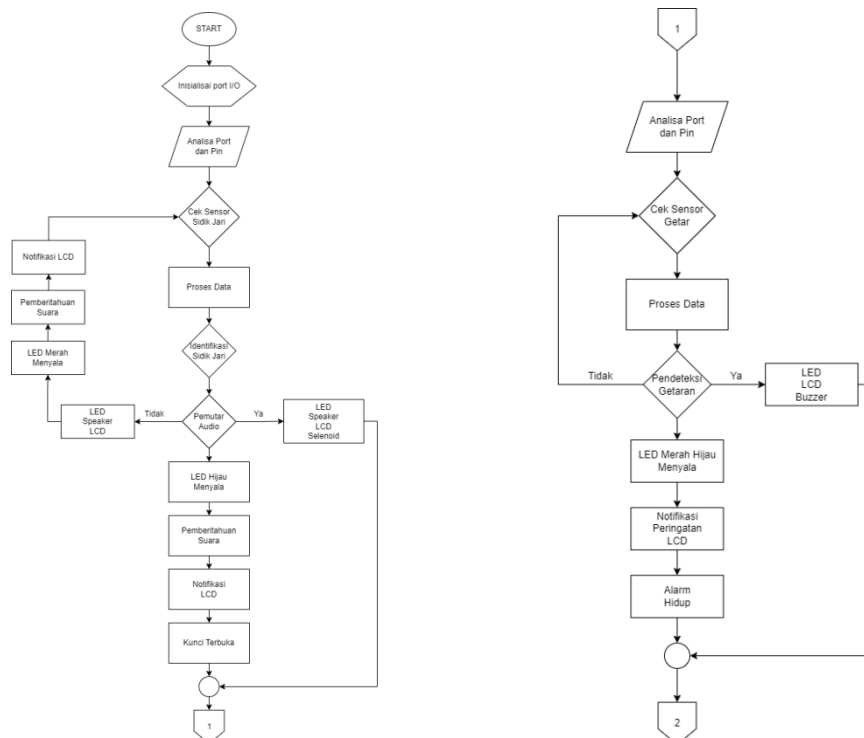 START
Inisialisai port I/O
Analisa Port
dan Pin
Cek Sensor
Sidik Jari
Notifikasi LCD
Proses Data
Pemberitahuan
Suara
Identifikasi
Sidik Jari
LED Merah
Menyala
LED
Speaker
LCD
Tidak
Pemutar
Audio
Ya
LED
Speaker
LCD
Selenoid
LED Hijau
Menyala
Pemberitahuan
Suara
Notifikasi
LCD
Kunci Terbuka
1
1
Analisa Port
dan Pin
Cek Sensor
Getar
Proses Data
Tidak
Pendeteksi
Getaran
Ya
LED
LCD
Buzzer
LED Merah Hijau
Menyala
Notifikasi
Peringatan
LCD
Alarm
Hidup
2